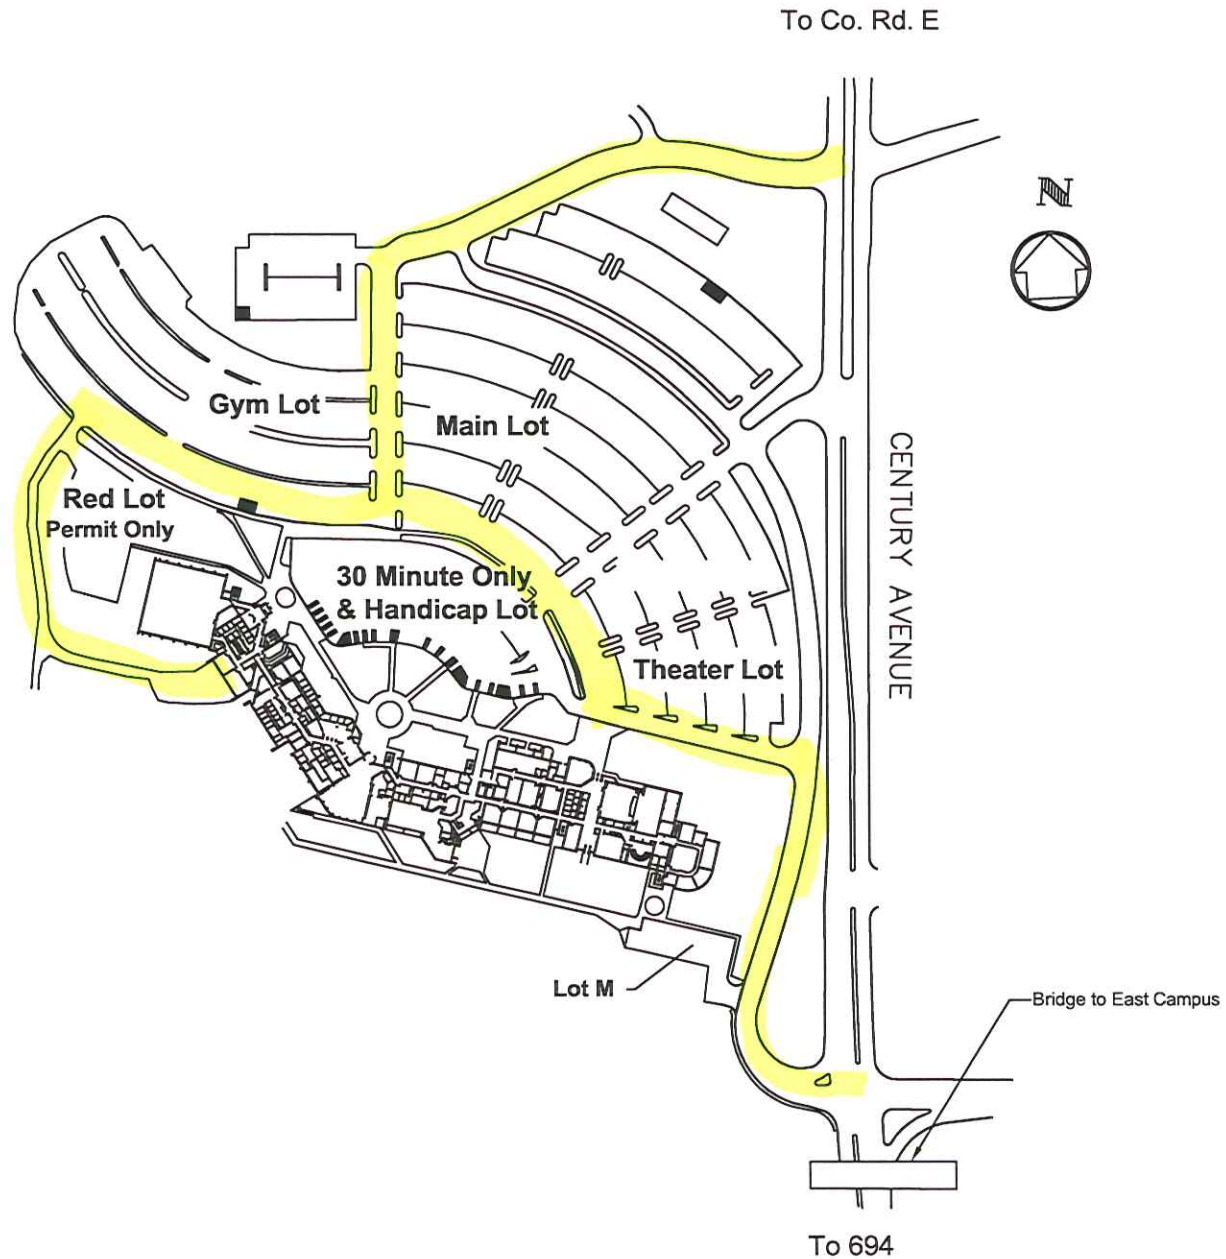 To Co. Rd. E
N
Gym Lot
Main Lot
CENTURY AVENUE
Red Lot
Permit Only
30 Minute Only
& Handicap Lot
Theater Lot
Lot M
Bridge to East Campus
To 694